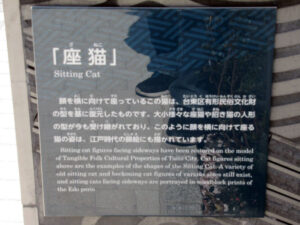 「座猫」
Sitting Cat
顔を横に向けて座っているこの猫は、台東区有形民俗文化財
の型を基に復元したものです。大小様々な座猫や招き猫の人形
の型が今も受け継がれており、このように顔を横に向けて座る
猫の姿は、江戸時代の錦絵にも描かれています。
Sitting cat figures facing sideways have been restored on the model
of Tangible Folk Cultural Properties of Taito City. Cat figures sitting
above are the examples of the shapes of the Sitting Cat. A variety of
old sitting cat and beckoning cat figures of various sizes still exist,
and sitting cats facing sideways are portrayed in woodblock prints of
the Edo period.